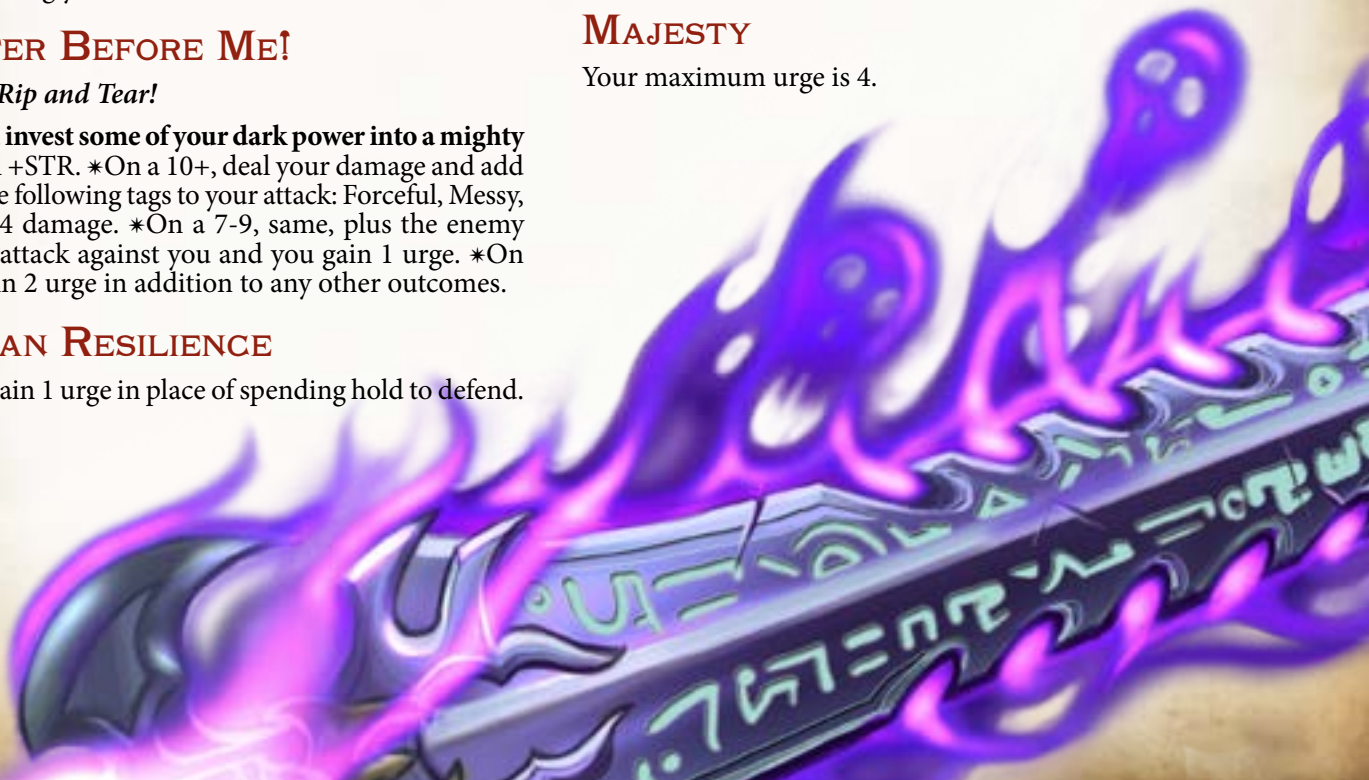 er Before Me!
Rip and Tear!
invest some of your dark power into a mighty
+STR. ✴On a 10+, deal your damage and add
e following tags to your attack: Forceful, Messy,
4 damage. ✴On a 7-9, same, plus the enemy
attack against you and you gain 1 urge. ✴On
n 2 urge in addition to any other outcomes.
an Resilience
ain 1 urge in place of spending hold to defend.
Majesty
Your maximum urge is 4.